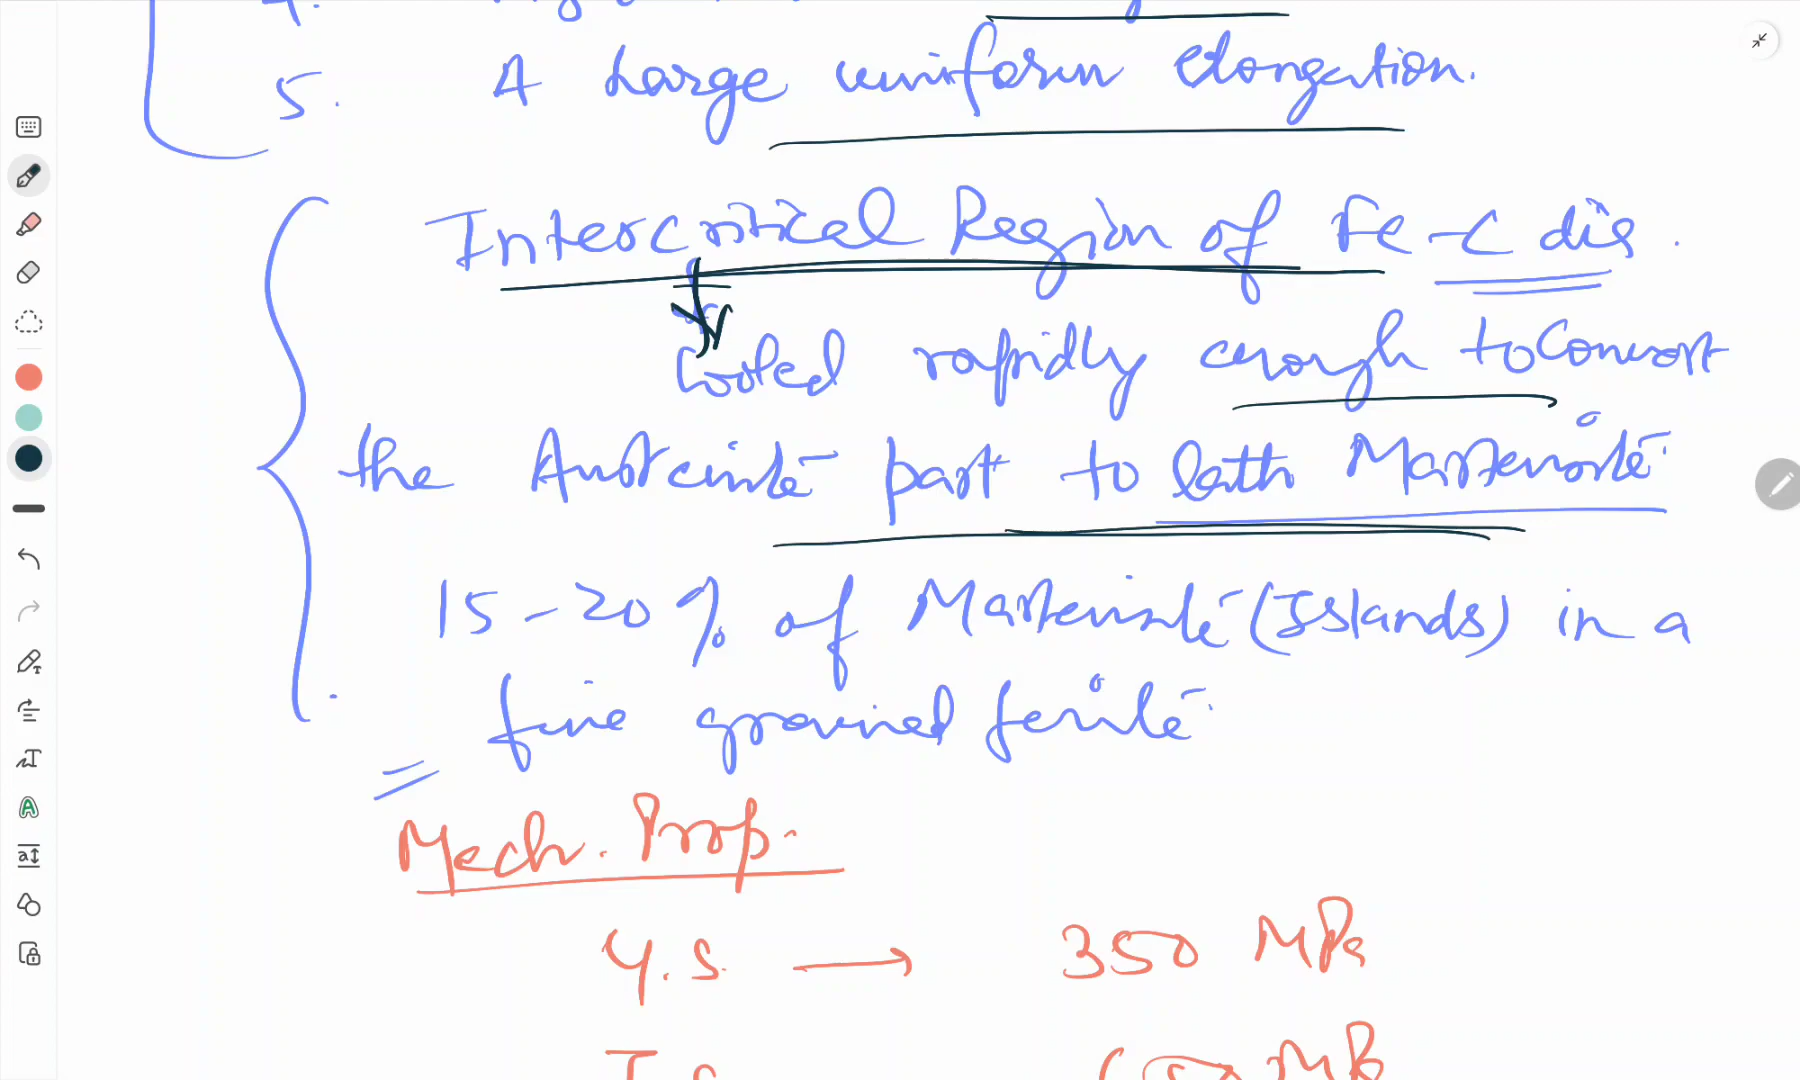 5. A Large uniform elongation.
Intercritical Region of Fe-C dia.
Cooled rapidly enough to Convert
the Austenite part to lath Martensite
15-20% of Martensite (Islands) in a
fine grained ferrite
Mech. Prop.
Y.S. → 350 MPa